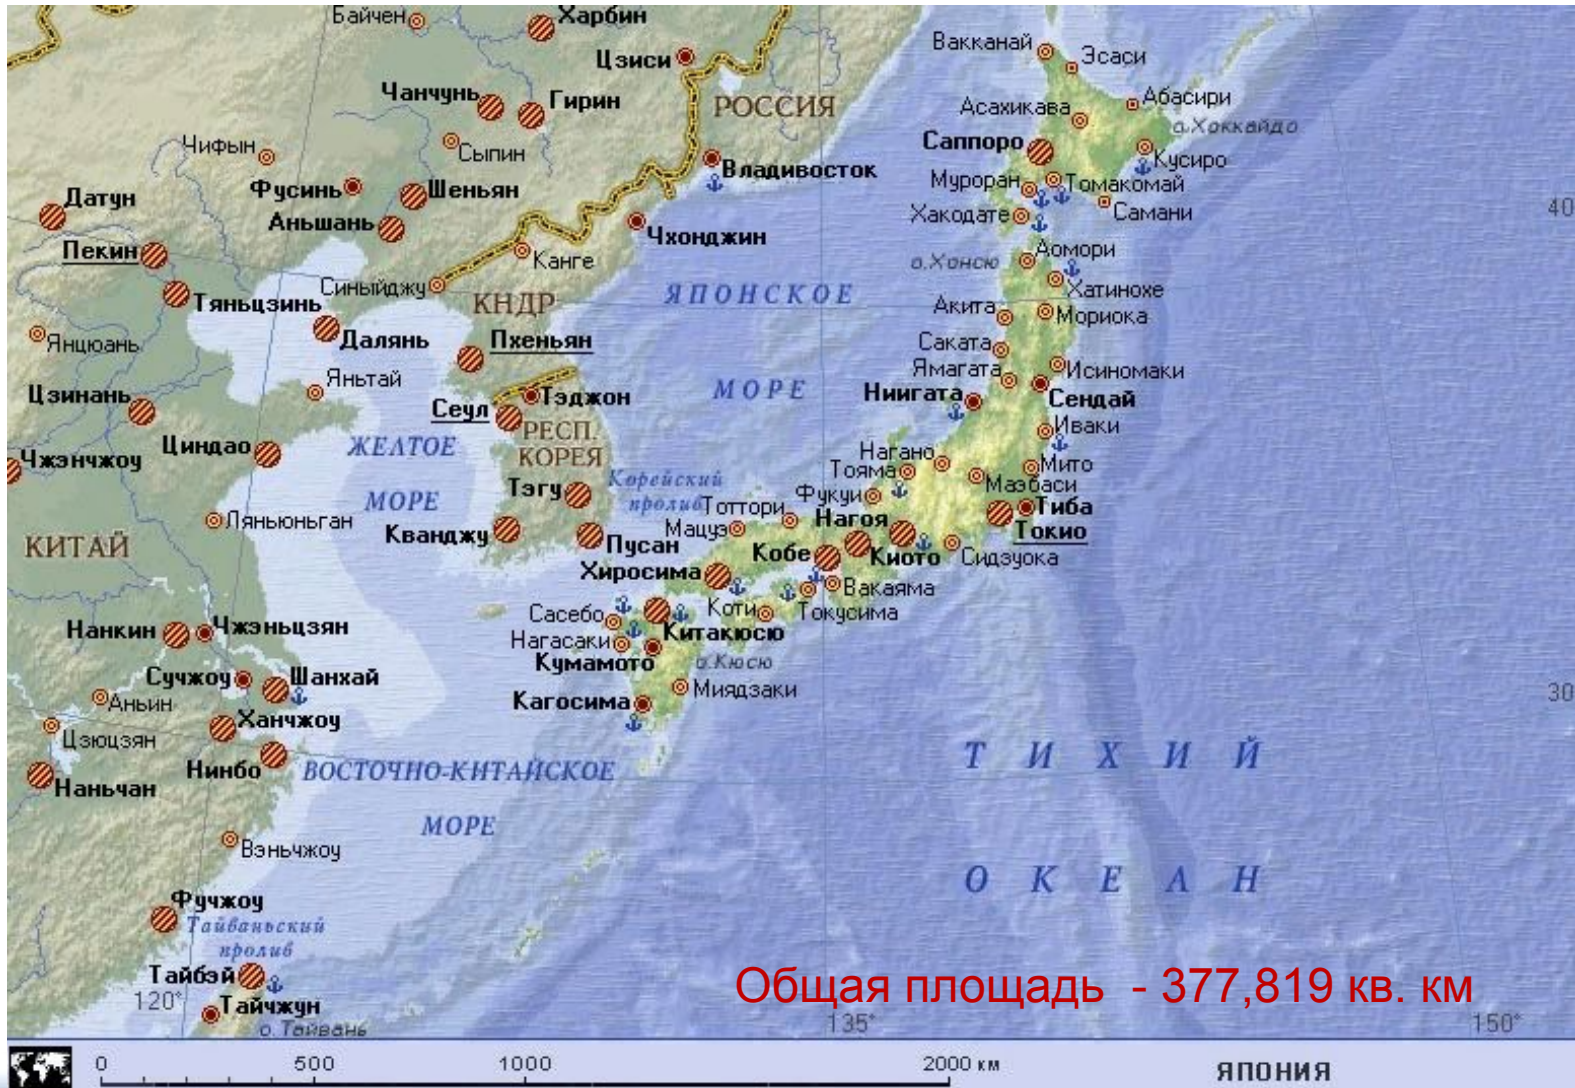 Байчен
Харбин
Цзиси
Вакканай
Эсаси
Чанчунь
Гирин
РОССИЯ
Асахикава
Абасири
о.Хоккайдо
Чифын
Сыпин
Саппоро
Кусиро
Владивосток
Датун
Фусинь
Шеньян
Муроран
Томакомай
Аньшань
Чхонджин
Хакодате
Самани
40
Пекин
Канге
о.Хонсю
Аомори
Тяньцзинь
Синыйджу
КНДР
ЯПОНСКОЕ
Хатинохе
Акита
Мориока
Янцюань
Далянь
Пхеньян
Саката
Яньтай
МОРЕ
Ямагата
Исиномаки
Цзинань
Тэджон
Ниигата
Сендай
Сеул
РЕСП.
Иваки
Циндао
ЖЕЛТОЕ
КОРЕЯ
Нагано
Чжэнчжоу
Тояма
Мито
Корейский
Маэбаси
Тэгу
МОРЕ
пролив
Тоттори
Фукуи
Тиба
Ляньюньган
Мацуэ
Нагоя
Токио
КИТАЙ
Кванджу
Пусан
Кобе
Киото
Сидзуока
Хиросима
Вакаяма
Сасебо
Коти
Токусима
Нанкин
Чжэньцзян
Китакюсю
Нагасаки
Кумамото
о.Кюсю
Сучжоу
Шанхай
Миядзаки
Аньин
Кагосима
30
Ханчжоу
Цзюцзян
ТИХИЙ
Нинбо
ВОСТОЧНО-КИТАЙСКОЕ
Наньчан
МОРЕ
Вэньчжоу
ОКЕАН
Фучжоу
Тайваньский
пролив
Тайбэй
Общая площадь - 377,819 кв. км
120°
Тайчжун
о.Тайвань
135°
150°
0 500 1000 2000 км
ЯПОНИЯ